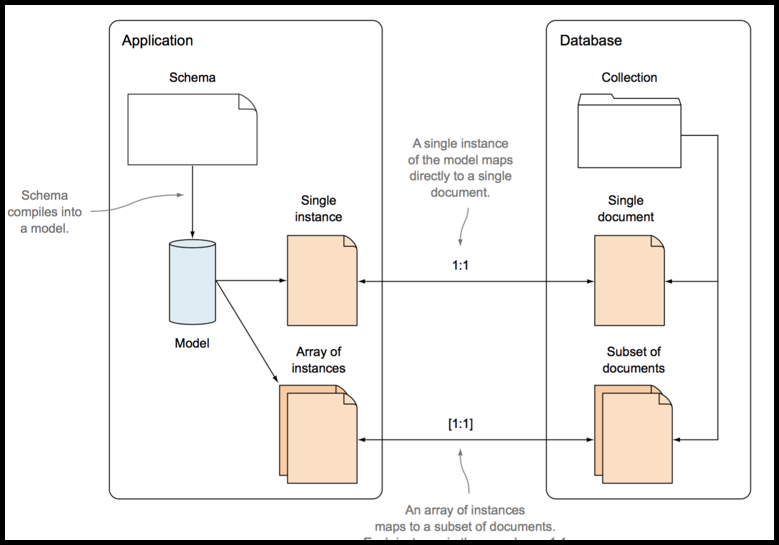 Application
Database
Schema
Collection
A single instance
of the model maps
directly to a single
document.
Schema
compiles into
a model.
Single
instance
Single
document
1:1
Model
Array of
instances
Subset of
documents
[1:1]
An array of instances
maps to a subset of documents.